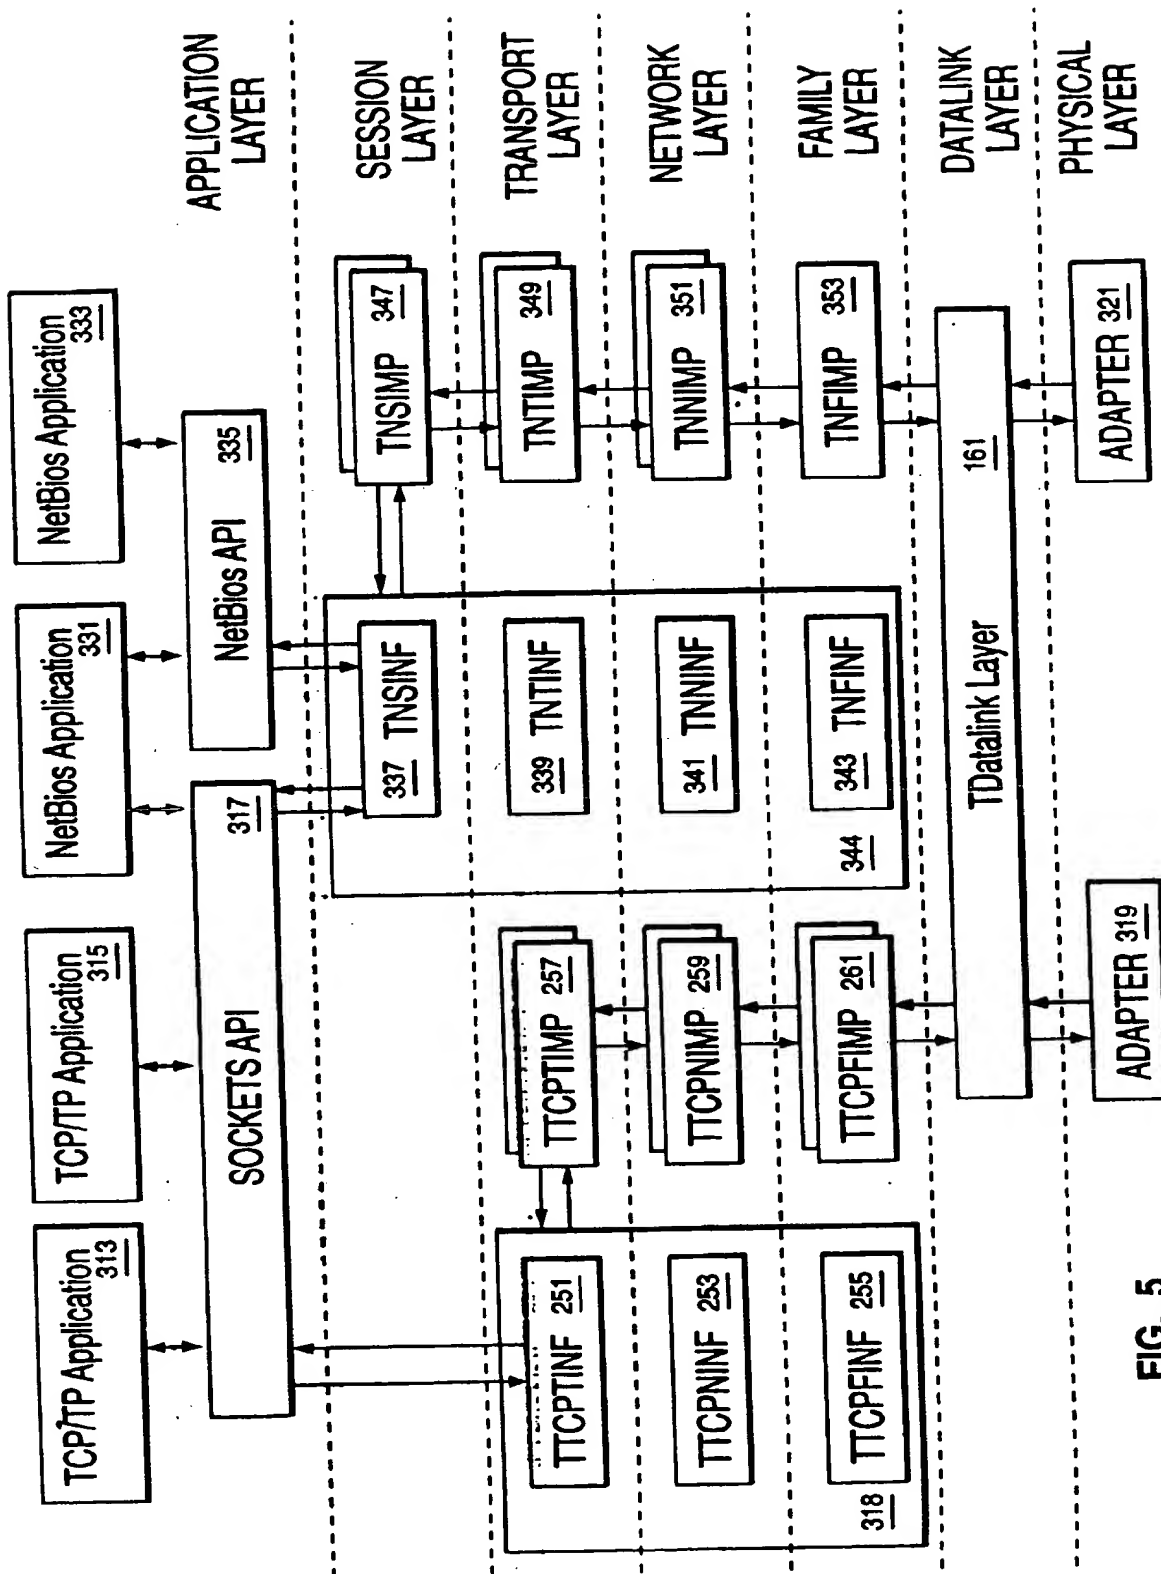 TCP/TP Application
313
TCP/TP Application
315
NetBios Application
331
NetBios Application
333
APPLICATION
LAYER
SOCKETS API
317
NetBios API
335
SESSION
LAYER
337 TNSINF
TNSIMP 347
TRANSPORT
LAYER
TTCPTINF 251
TTCPTIMP 257
339 TNTINF
TNTIMP 349
NETWORK
LAYER
TTCPNINF 253
TTCPNIMP 259
341 TNNINF
TNNIMP 351
FAMILY
LAYER
TTCPFINF 255
318
TTCPFIMP 261
343 TNFINF
344
TNFIMP 353
DATALINK
LAYER
TDatalink Layer 161
PHYSICAL
LAYER
ADAPTER 319
ADAPTER 321
FIG. 5